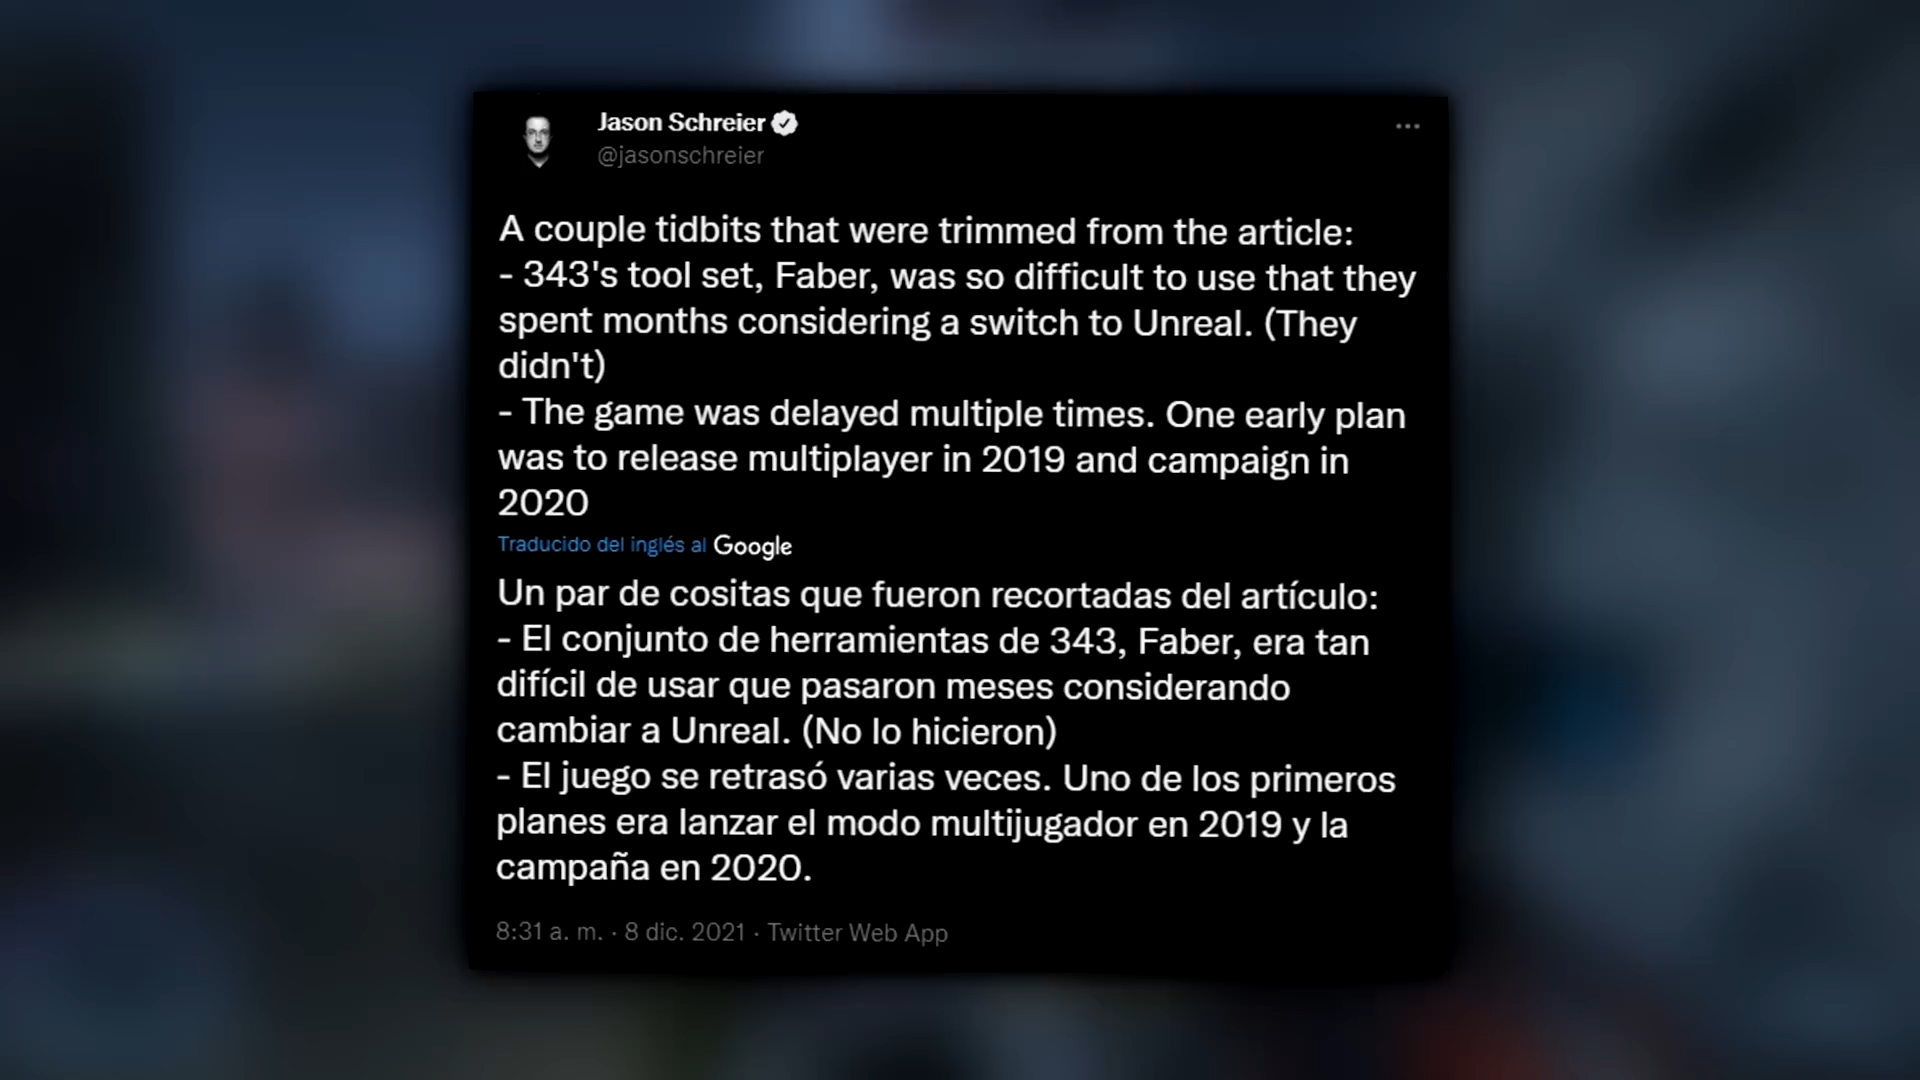 Jason Schreier
@jasonschreier
A couple tidbits that were trimmed from the article:
- 343's tool set, Faber, was so difficult to use that they
spent months considering a switch to Unreal. (They
didn't)
- The game was delayed multiple times. One early plan
was to release multiplayer in 2019 and campaign in
2020
Traducido del inglés al Google
Un par de cositas que fueron recortadas del artículo:
- El conjunto de herramientas de 343, Faber, era tan
difícil de usar que pasaron meses considerando
cambiar a Unreal. (No lo hicieron)
- El juego se retrasó varias veces. Uno de los primeros
planes era lanzar el modo multijugador en 2019 y la
campaña en 2020.
8:31 a. m. · 8 dic. 2021 · Twitter Web App